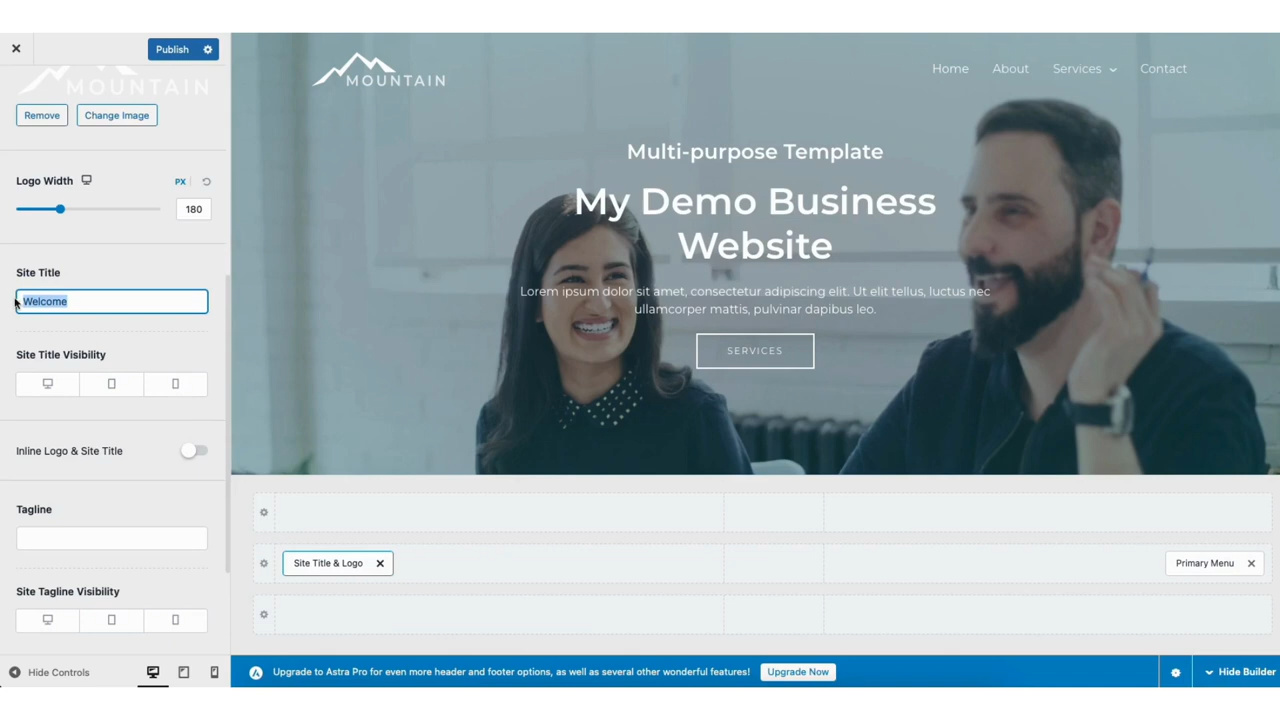 Publish
MOUNTAIN
Remove
Change Image
Logo Width
PX
180
Site Title
Welcome
Site Title Visibility
Inline Logo & Site Title
Tagline
Site Tagline Visibility
Hide Controls
MOUNTAIN
Home
About
Services
Contact
Multi-purpose Template
My Demo Business
Website
Lorem ipsum dolor sit amet, consectetur adipiscing elit. Ut elit tellus, luctus nec
ullamcorper mattis, pulvinar dapibus leo.
SERVICES
Site Title & Logo
Primary Menu
Upgrade to Astra Pro for even more header and footer options, as well as several other wonderful features!
Upgrade Now
Hide Builder